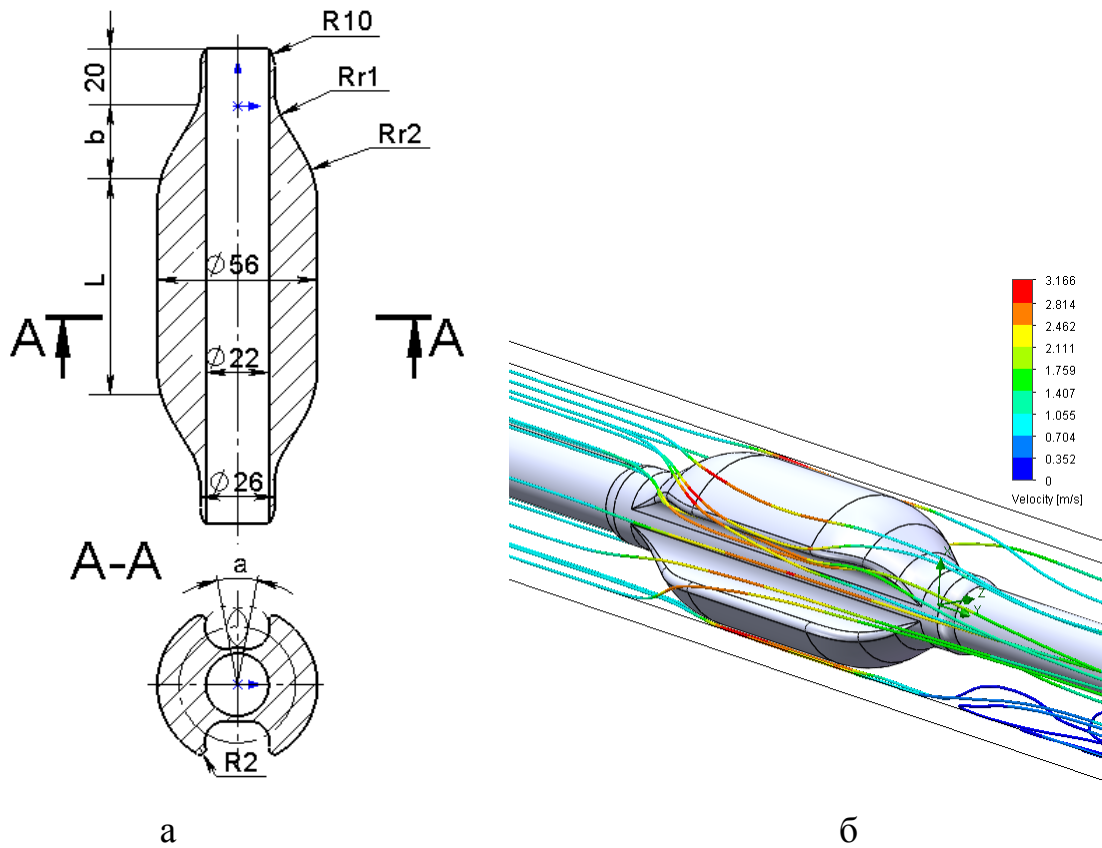 R10
20
Rr1
b
Rr2
L
∅56
A
A
∅22
∅26
A-A
a
R2
3.166
2.814
2.462
2.111
1.759
1.407
1.055
0.704
0.352
0
Velocity [m/s]
Z
Y
а
б